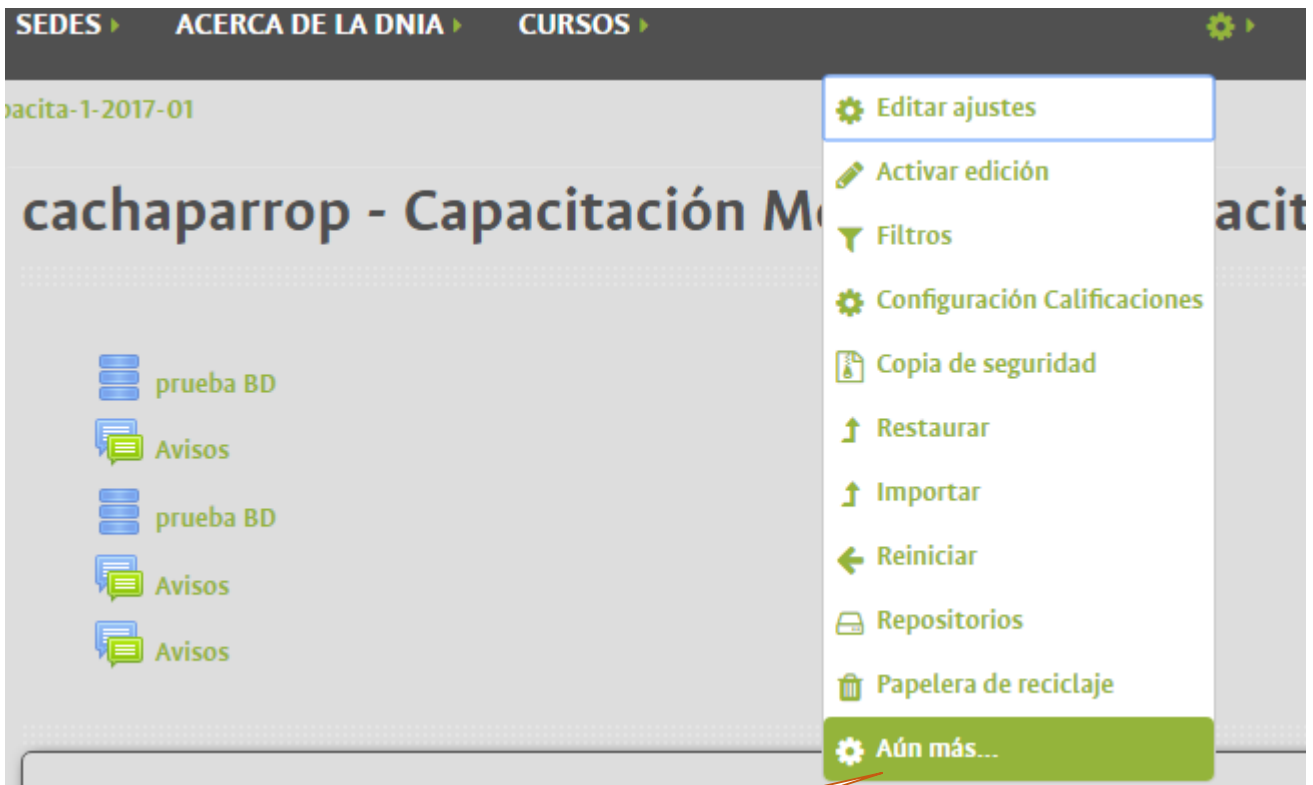 SEDES ACERCA DE LA DNIA CURSOS
pacita-1-2017-01
cachaparrop - Capacitación M acit
prueba BD
Avisos
prueba BD
Avisos
Avisos
Editar ajustes
Activar edición
Filtros
Configuración Calificaciones
Copia de seguridad
Restaurar
Importar
Reiniciar
Repositorios
Papelera de reciclaje
Aún más...